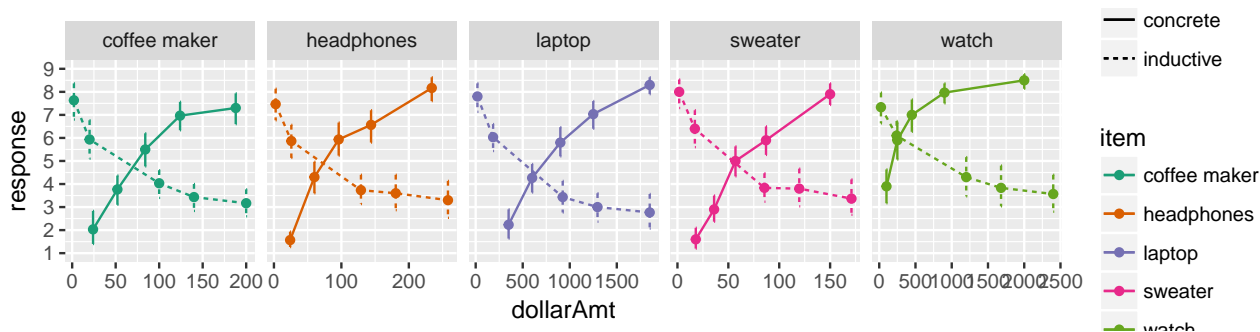 concrete
inductive
coffee maker headphones laptop sweater watch
response
9
8
7
6
5
4
3
2
1
0 50 100 150 200 0 100 200 0 500 1000 1500 0 50 100 150 0 500 1000 1500 2000 2500
dollarAmt
item
coffee maker
headphones
laptop
sweater
watch